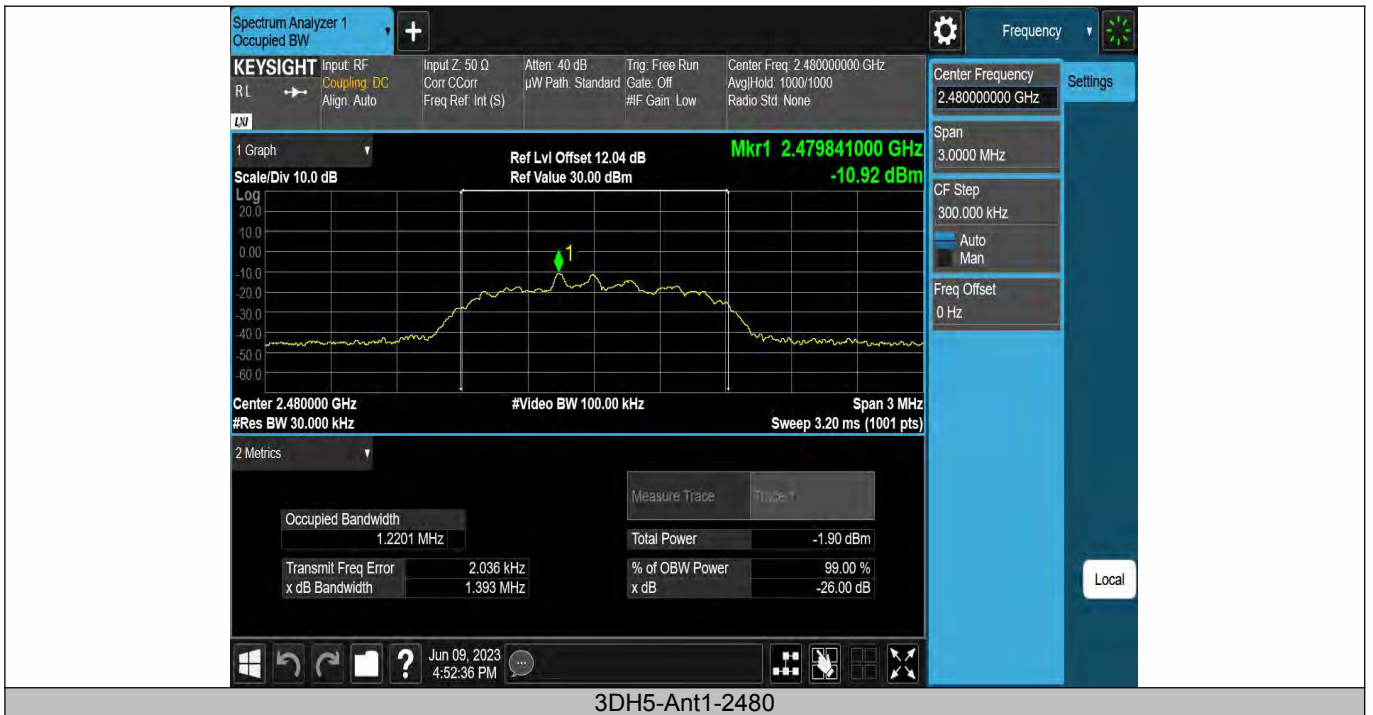 Spectrum Analyzer 1
Occupied BW
Frequency
KEYSIGHT
R L
LXI
Input: RF
Coupling: DC
Align: Auto
Input Z: 50 Ω
Corr CCorr
Freq Ref: Int (S)
Atten: 40 dB
µW Path: Standard
Trig: Free Run
Gate: Off
#IF Gain: Low
Center Freq: 2.480000000 GHz
Avg|Hold: 1000/1000
Radio Std: None
Center Frequency
2.480000000 GHz
Settings
Span
3.0000 MHz
CF Step
300.000 kHz
Auto
Man
Freq Offset
0 Hz
1 Graph
Scale/Div 10.0 dB
Ref Lvl Offset 12.04 dB
Ref Value 30.00 dBm
Mkr1 2.479841000 GHz
-10.92 dBm
Log
20.0
10.0
0.00
-10.0
-20.0
-30.0
-40.0
-50.0
-60.0
1
Center 2.480000 GHz
#Res BW 30.000 kHz
#Video BW 100.00 kHz
Span 3 MHz
Sweep 3.20 ms (1001 pts)
2 Metrics
Measure Trace
Trace 1
Occupied Bandwidth
1.2201 MHz
Total Power -1.90 dBm
Transmit Freq Error 2.036 kHz
% of OBW Power 99.00 %
x dB Bandwidth 1.393 MHz
x dB -26.00 dB
Local
?
Jun 09, 2023
4:52:36 PM
3DH5-Ant1-2480